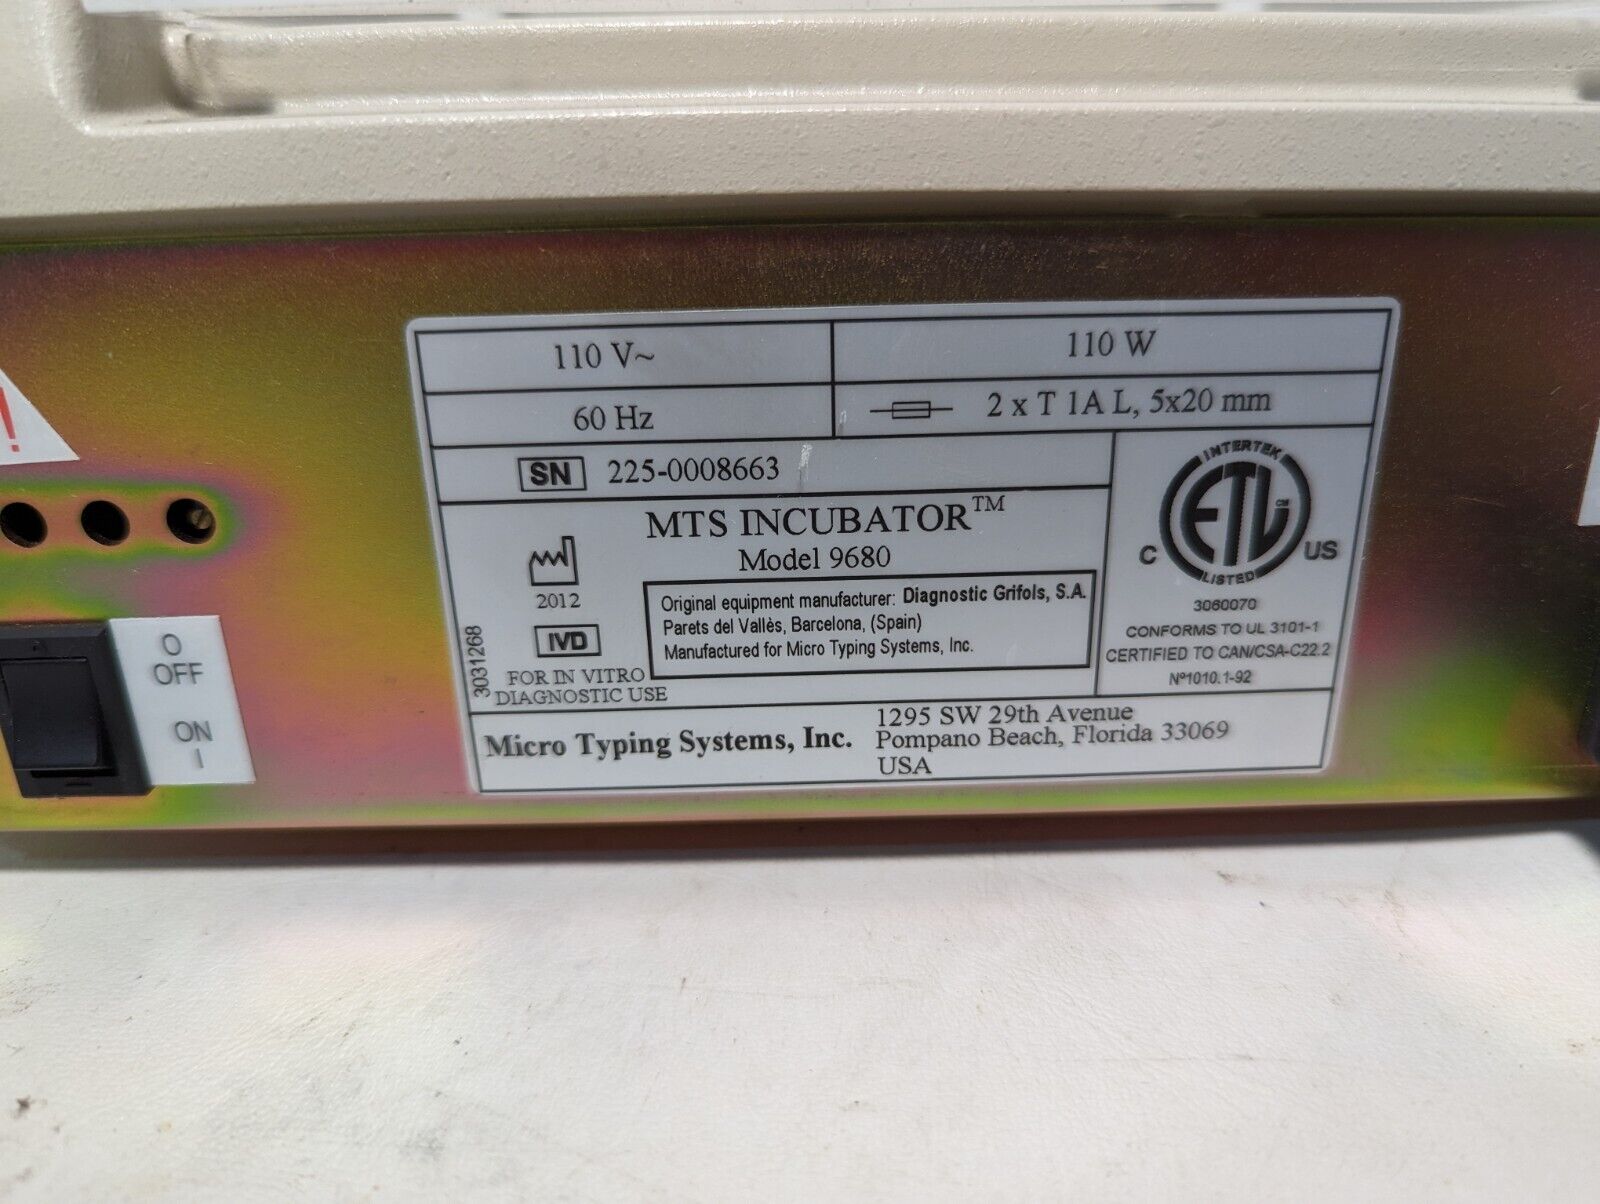 110 V~
110 W
60 Hz
2 x T 1A L, 5x20 mm
SN 225-0008663
MTS INCUBATOR™
Model 9680
2012
IVD
FOR IN VITRO
DIAGNOSTIC USE
3031268
Original equipment manufacturer: Diagnostic Grifols, S.A.
Parets del Vallès, Barcelona, (Spain)
Manufactured for Micro Typing Systems, Inc.
INTERTEK
ETL CM
LISTED
C US
3060070
CONFORMS TO UL 3101-1
CERTIFIED TO CAN/CSA-C22.2
Nº1010.1-92
Micro Typing Systems, Inc.
1295 SW 29th Avenue
Pompano Beach, Florida 33069
USA
!
O
OFF
ON
I